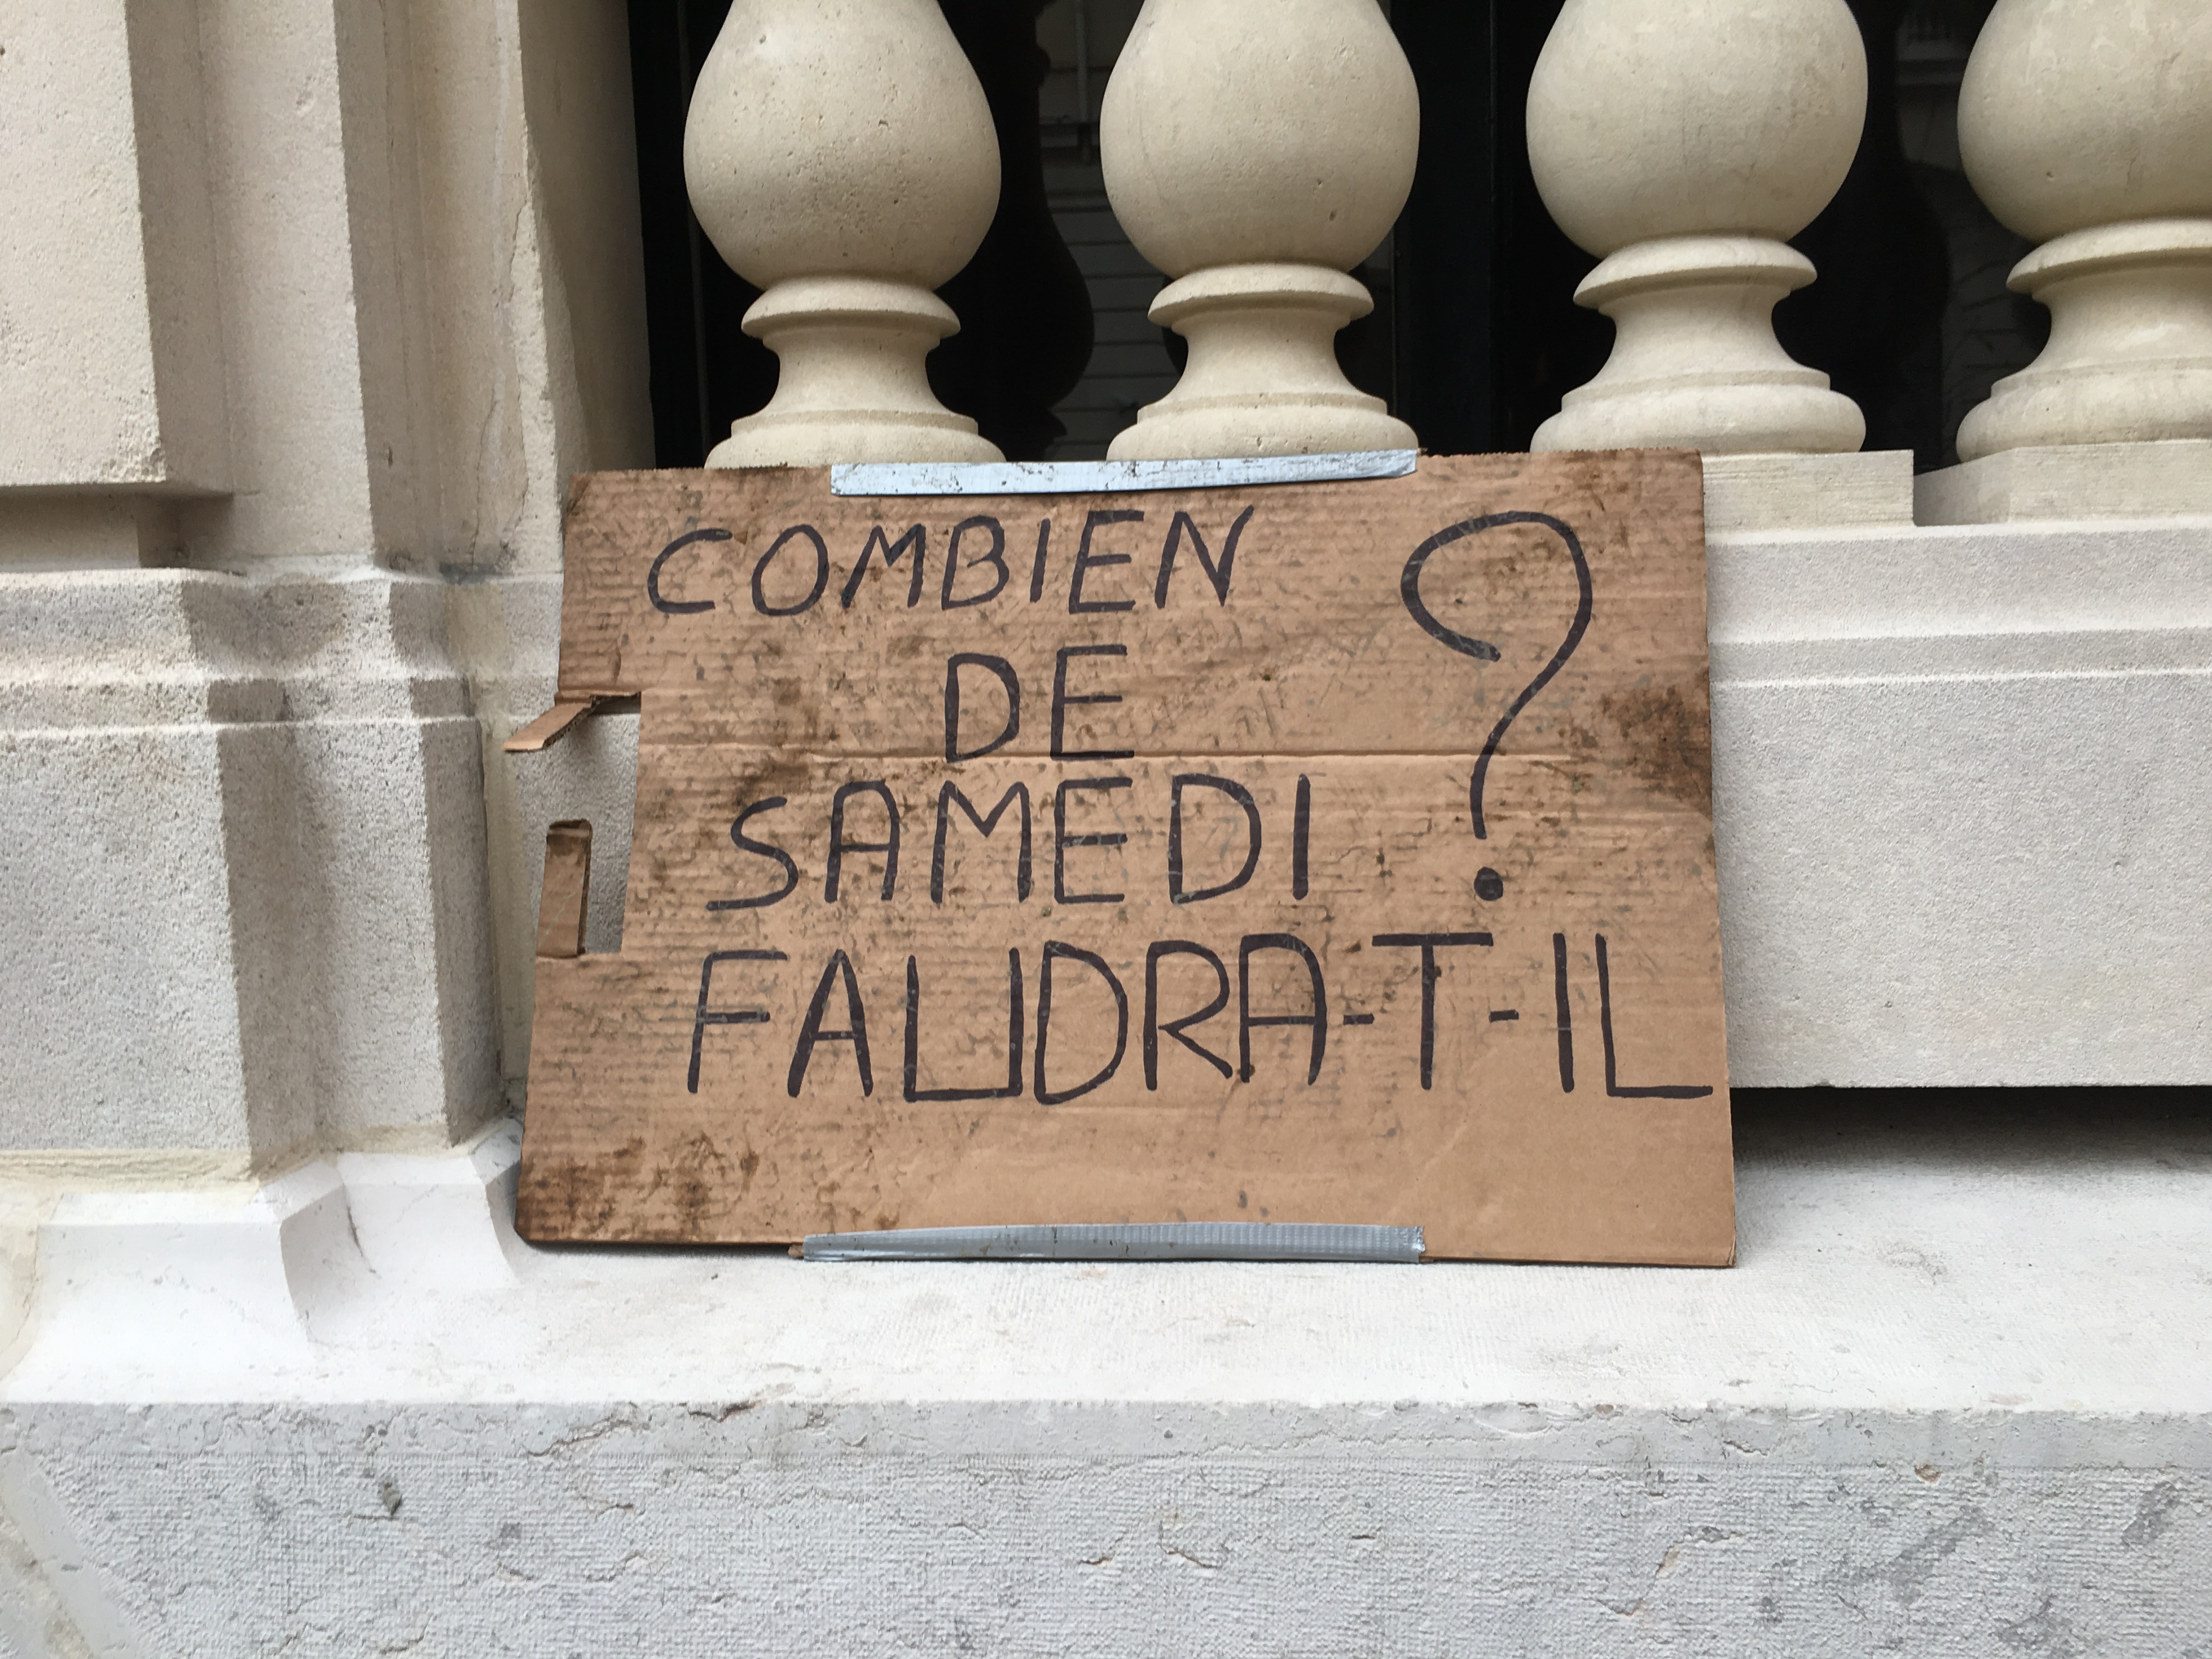 COMBIEN ?
DE
SAMEDI
FAUDRA-T-IL